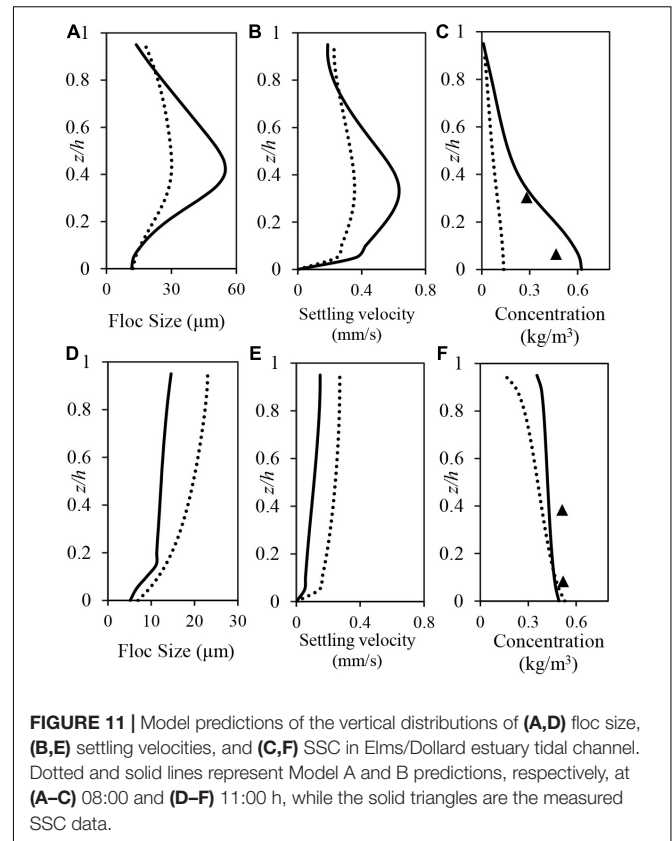 A
B
C
1
0.8
0.6
0.4
0.2
0
z/h
0 30 60
Floc Size (μm)
1
0.8
0.6
0.4
0.2
0
z/h
0 0.4 0.8
Settling velocity
(mm/s)
1
0.8
0.6
0.4
0.2
0
z/h
0 0.3 0.6
Concentration
(kg/m³)
D
E
F
1
0.8
0.6
0.4
0.2
0
z/h
0 10 20 30
Floc Size (μm)
1
0.8
0.6
0.4
0.2
0
z/h
0 0.4 0.8
Settling velocity
(mm/s)
1
0.8
0.6
0.4
0.2
0
z/h
0 0.3 0.6
Concentration
(kg/m³)
FIGURE 11 | Model predictions of the vertical distributions of (A,D) floc size,
(B,E) settling velocities, and (C,F) SSC in Elms/Dollard estuary tidal channel.
Dotted and solid lines represent Model A and B predictions, respectively, at
(A–C) 08:00 and (D–F) 11:00 h, while the solid triangles are the measured
SSC data.